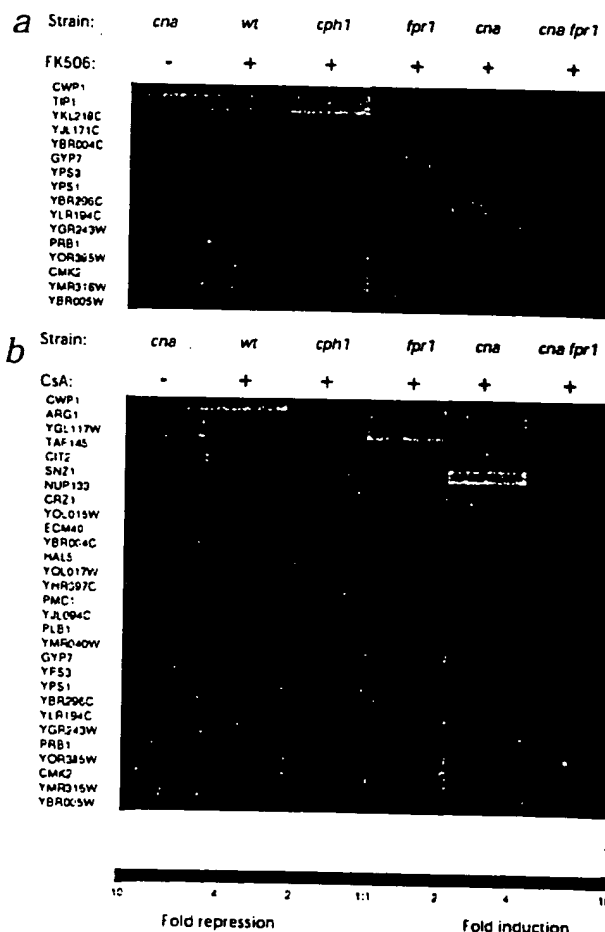 a Strain: cna wt cph1 fpr1 cna cna fpr1
FK506: - + + + + +
CWP1
TIP1
YKL218C
YJL171C
YBR004C
GYP7
YPS3
YPS1
YBR296C
YLR194C
YGR243W
PRB1
YOR385W
CMK2
YMR316W
YBR005W
b Strain: cna wt cph1 fpr1 cna cna fpr1
CsA: - + + + + +
CWP1
ARG1
YGL117W
TAF145
CIT2
SNZ1
NUP133
CRZ1
YOL015W
ECM40
YBR004C
HAL5
YOL017W
YHR097C
PMC1
YJL094C
PLB1
YMR040W
GYP7
YPS3
YPS1
YBR296C
YLR194C
YGR243W
PRB1
YOR385W
CMK2
YMR316W
YBR005W
10 4 2 1:1 2 4 10
Fold repression Fold induction